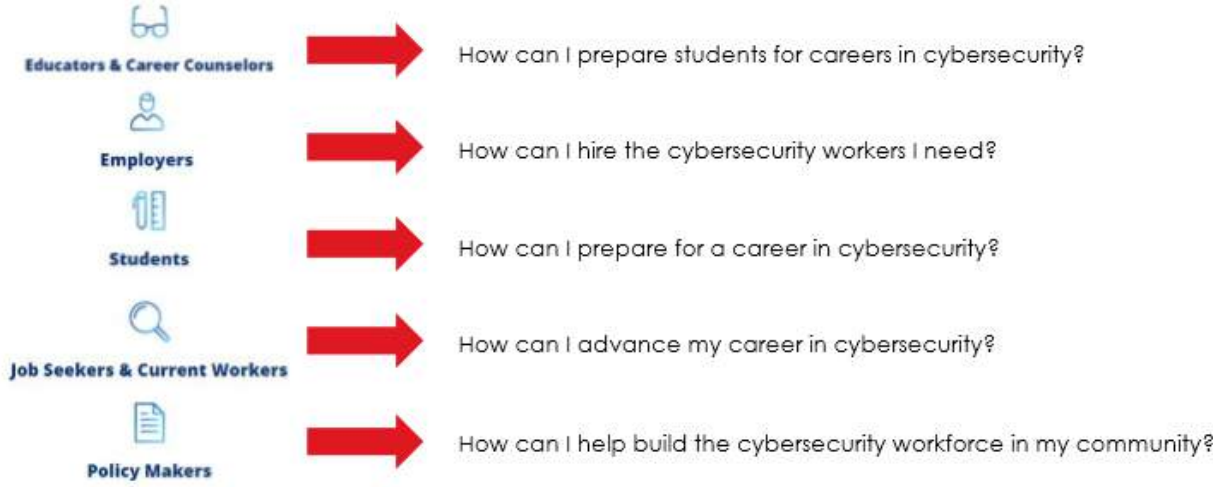 Educators & Career Counselors
How can I prepare students for careers in cybersecurity?
Employers
How can I hire the cybersecurity workers I need?
Students
How can I prepare for a career in cybersecurity?
Job Seekers & Current Workers
How can I advance my career in cybersecurity?
Policy Makers
How can I help build the cybersecurity workforce in my community?